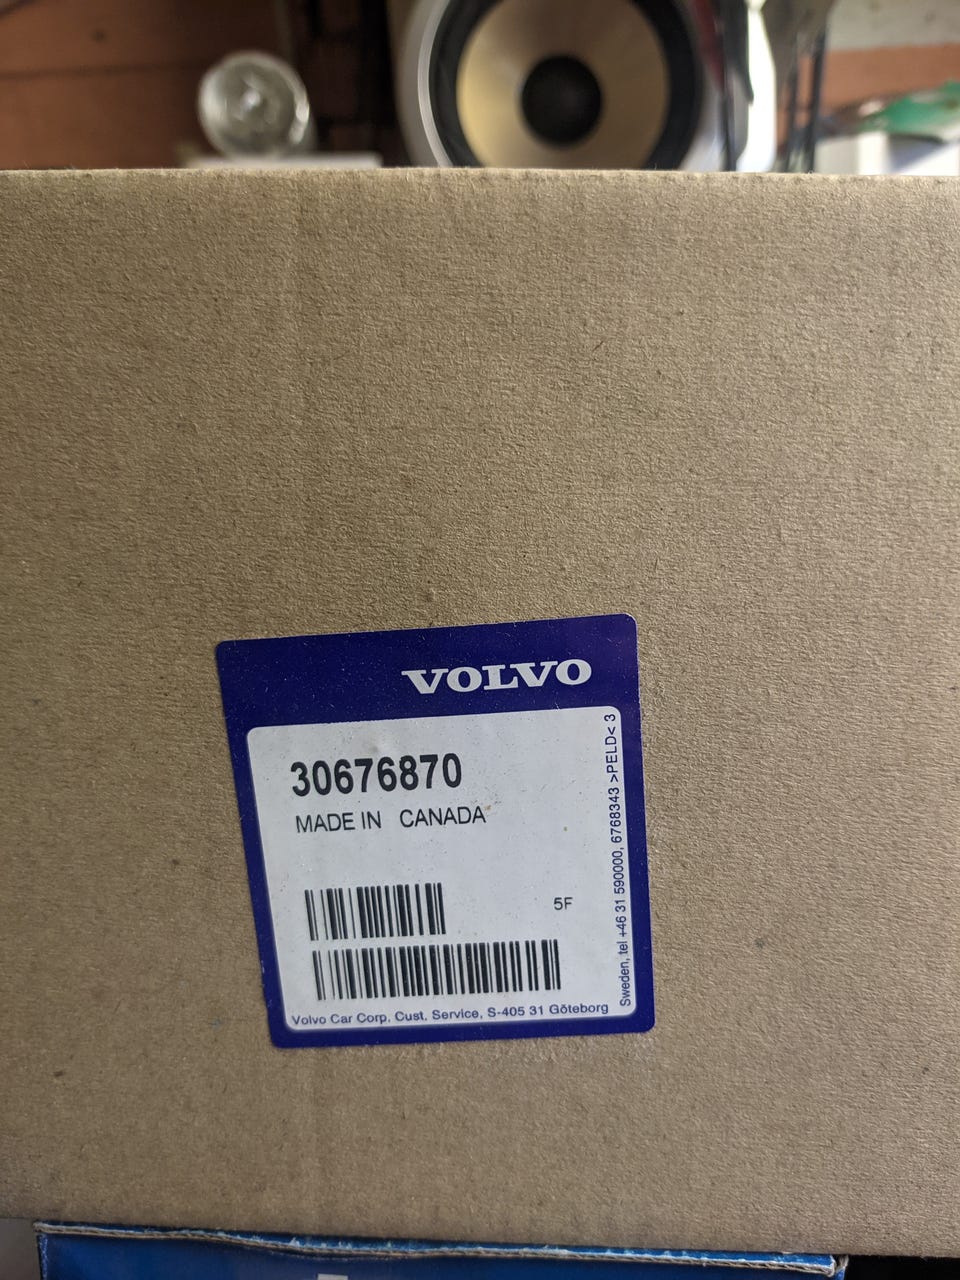 VOLVO
30676870
MADE IN CANADA
5F
Volvo Car Corp. Cust. Service, S-405 31 Göteborg
Sweden, tel +46 31 590000, 6768343 >PELD< 3